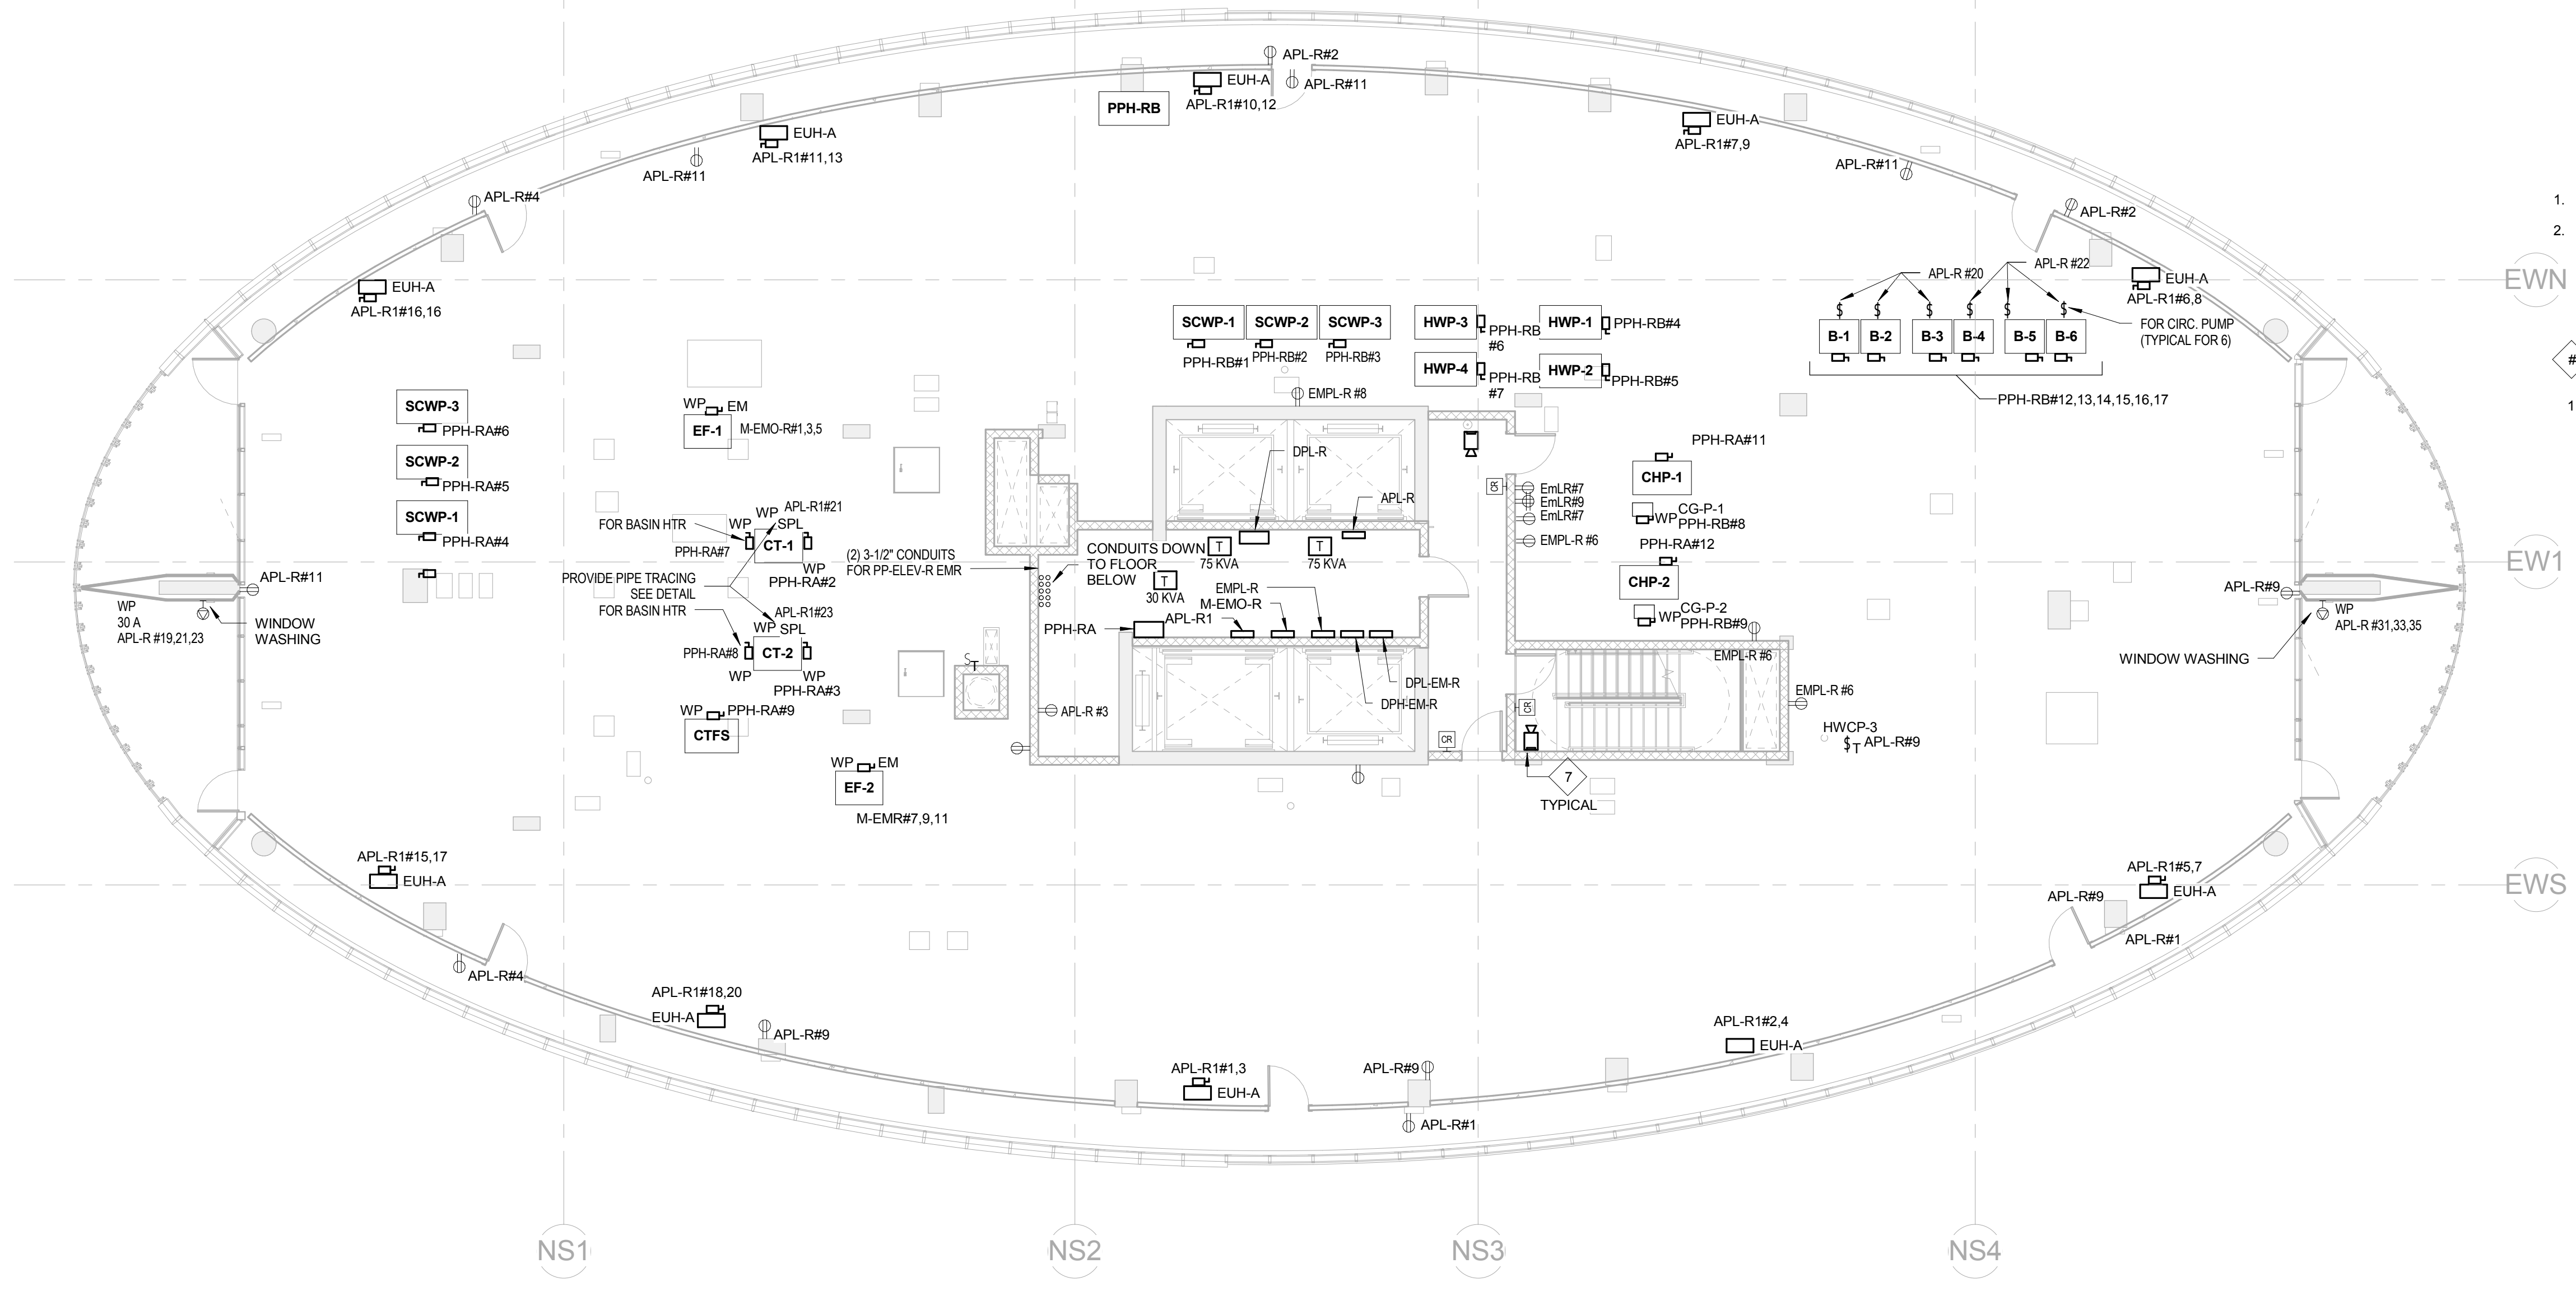 APL-R#2
EUH-A
APL-R#11
PPH-RB
APL-R1#10,12
EUH-A
APL-R1#11,13
APL-R#11
EUH-A
APL-R1#7,9
APL-R#11
APL-R#4
APL-R#2
1.
2.
EUH-A
APL-R1#16,16
APL-R #20
APL-R #22
EUH-A
APL-R1#6,8
EWN
SCWP-1
SCWP-2
SCWP-3
PPH-RB#1
PPH-RB#2
PPH-RB#3
HWP-3
PPH-RB
#6
HWP-1
PPH-RB#4
HWP-4
PPH-RB
#7
HWP-2
PPH-RB#5
$ $ $ $ $ $
B-1
B-2
B-3
B-4
B-5
B-6
FOR CIRC. PUMP
(TYPICAL FOR 6)
PPH-RB#12,13,14,15,16,17
#
1
SCWP-3
PPH-RA#6
SCWP-2
PPH-RA#5
SCWP-1
PPH-RA#4
WP
EM
EF-1
M-EMO-R#1,3,5
EMPL-R #8
DPL-R
APL-R
CR
EmLR#7
EmLR#9
EmLR#7
EMPL-R #6
PPH-RA#11
CHP-1
CG-P-1
WP
PPH-RB#8
PPH-RA#12
CHP-2
CG-P-2
WP
PPH-RB#9
WP
APL-R1#21
FOR BASIN HTR
WP
SPL
CT-1
PPH-RA#7
WP
PPH-RA#2
PROVIDE PIPE TRACING
SEE DETAIL
FOR BASIN HTR
APL-R1#23
WP
SPL
CT-2
PPH-RA#8
WP
WP
PPH-RA#3
(2) 3-1/2" CONDUITS
FOR PP-ELEV-R EMR
CONDUITS DOWN
TO FLOOR
BELOW
T
75 KVA
T
75 KVA
T
30 KVA
EMPL-R
M-EMO-R
APL-R1
PPH-RA
DPL-EM-R
DPH-EM-R
EW1
APL-R#11
WP
30 A
APL-R #19,21,23
WINDOW
WASHING
APL-R#9
WP
APL-R #31,33,35
WINDOW WASHING
WP
PPH-RA#9
CTFS
WP
EM
EF-2
M-EMR#7,9,11
$T
APL-R #3
EMPL-R #6
EMPL-R #6
CR
CR
7
TYPICAL
HWCP-3
$T
APL-R#9
APL-R1#15,17
EUH-A
APL-R1#5,7
EUH-A
EWS
APL-R#9
APL-R#1
APL-R#4
APL-R1#18,20
EUH-A
APL-R#9
APL-R1#1,3
EUH-A
APL-R#9
APL-R#1
APL-R1#2,4
EUH-A
NS1
NS2
NS3
NS4